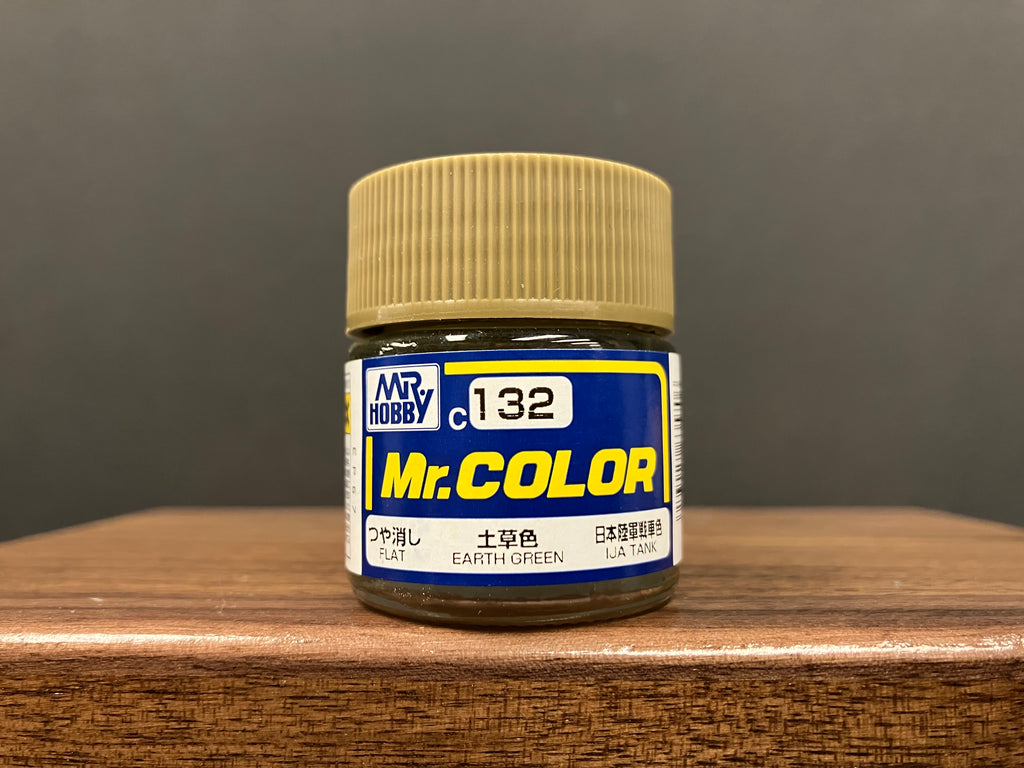 MR. HOBBY
C 132
Mr. COLOR
つや消し 土草色 日本陸軍戦車色
FLAT EARTH GREEN IJA TANK